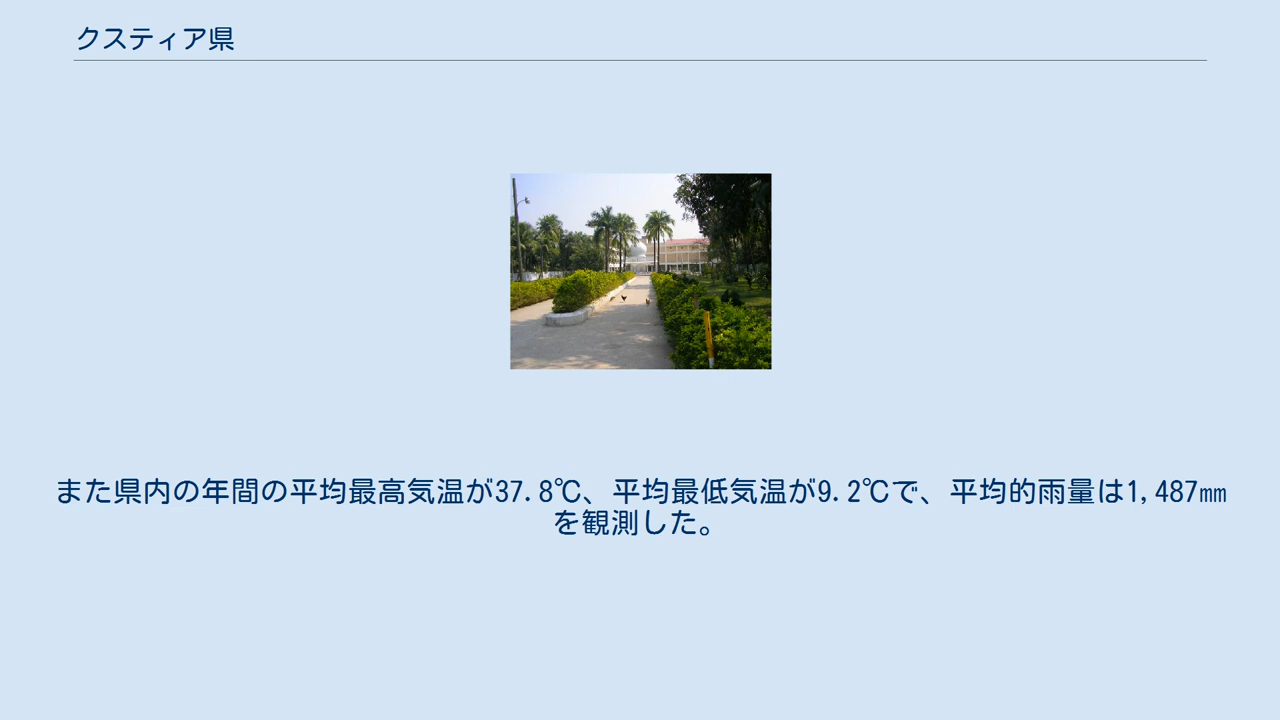 クスティア県
また県内の年間の平均最高気温が37.8℃、平均最低気温が9.2℃で、平均的雨量は1,487㎜
を観測した。